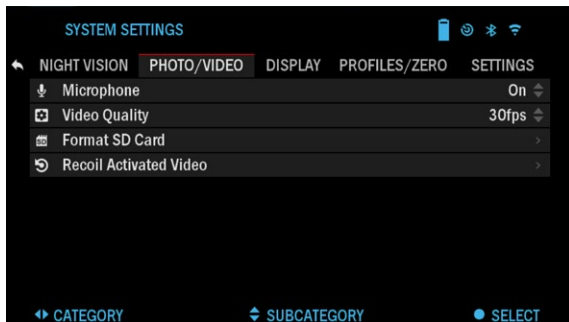 SYSTEM SETTINGS
NIGHT VISION PHOTO/VIDEO DISPLAY PROFILES/ZERO SETTINGS
Microphone On
Video Quality 30fps
SD Format SD Card
Recoil Activated Video
CATEGORY SUBCATEGORY SELECT